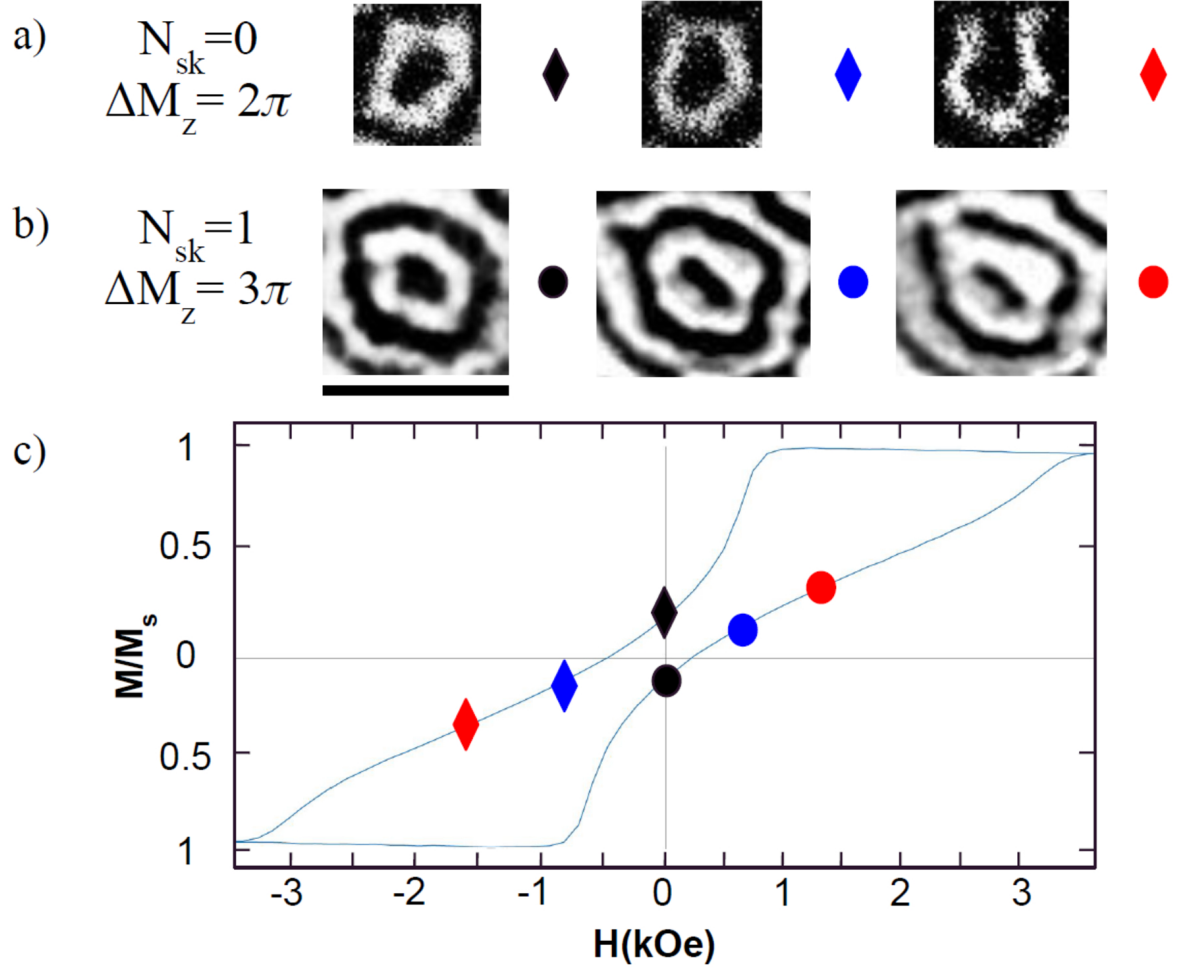 a)
N_sk=0
ΔM_z= 2π
b)
N_sk=1
ΔM_z= 3π
c)
1
0.5
0
0.5
1
M/M_s
-3 -2 -1 0 1 2 3
H(kOe)